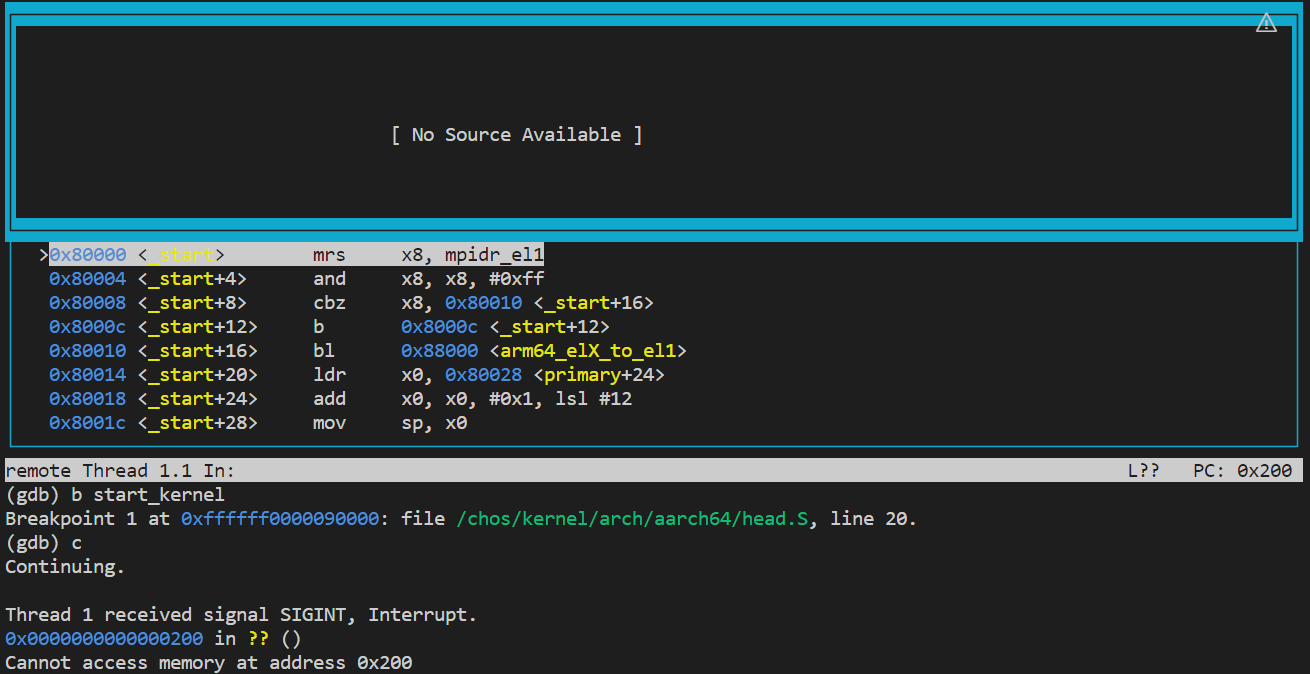 [ No Source Available ]
>0x80000 <_start> mrs x8, mpidr_el1
0x80004 <_start+4> and x8, x8, #0xff
0x80008 <_start+8> cbz x8, 0x80010 <_start+16>
0x8000c <_start+12> b 0x8000c <_start+12>
0x80010 <_start+16> bl 0x88000 <arm64_elX_to_el1>
0x80014 <_start+20> ldr x0, 0x80028 <primary+24>
0x80018 <_start+24> add x0, x0, #0x1, lsl #12
0x8001c <_start+28> mov sp, x0
remote Thread 1.1 In: L?? PC: 0x200
(gdb) b start_kernel
Breakpoint 1 at 0xffffff0000090000: file /chos/kernel/arch/aarch64/head.S, line 20.
(gdb) c
Continuing.
Thread 1 received signal SIGINT, Interrupt.
0x0000000000000200 in ?? ()
Cannot access memory at address 0x200